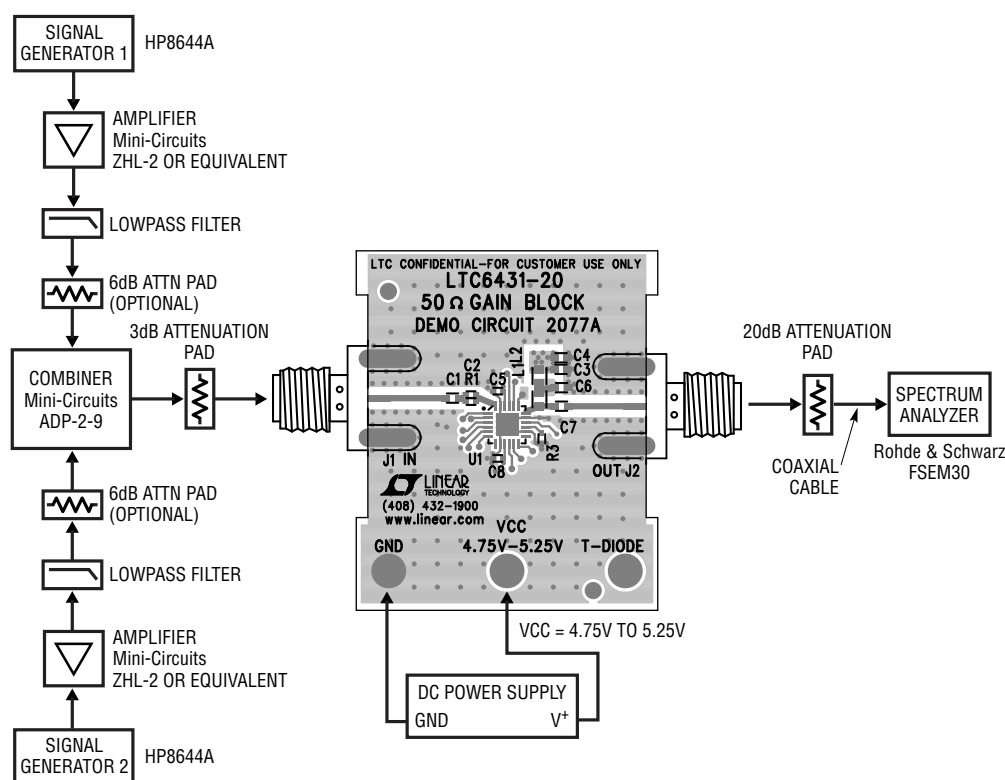 SIGNAL
GENERATOR 1
HP8644A
AMPLIFIER
Mini-Circuits
ZHL-2 OR EQUIVALENT
LOWPASS FILTER
6dB ATTN PAD
(OPTIONAL)
3dB ATTENUATION
PAD
COMBINER
Mini-Circuits
ADP-2-9
6dB ATTN PAD
(OPTIONAL)
LOWPASS FILTER
AMPLIFIER
Mini-Circuits
ZHL-2 OR EQUIVALENT
SIGNAL
GENERATOR 2
HP8644A
LTC CONFIDENTIAL-FOR CUSTOMER USE ONLY
LTC6431-20
50 Ω GAIN BLOCK
DEMO CIRCUIT 2077A
C1
C2
R1
C5
L1
L2
C4
C3
C6
C7
R3
U1
C8
J1 IN
OUT J2
LINEAR
TECHNOLOGY
(408) 432-1900
www.linear.com
VCC
GND
4.75V-5.25V
T-DIODE
VCC = 4.75V TO 5.25V
DC POWER SUPPLY
GND
V+
20dB ATTENUATION
PAD
COAXIAL
CABLE
SPECTRUM
ANALYZER
Rohde & Schwarz
FSEM30